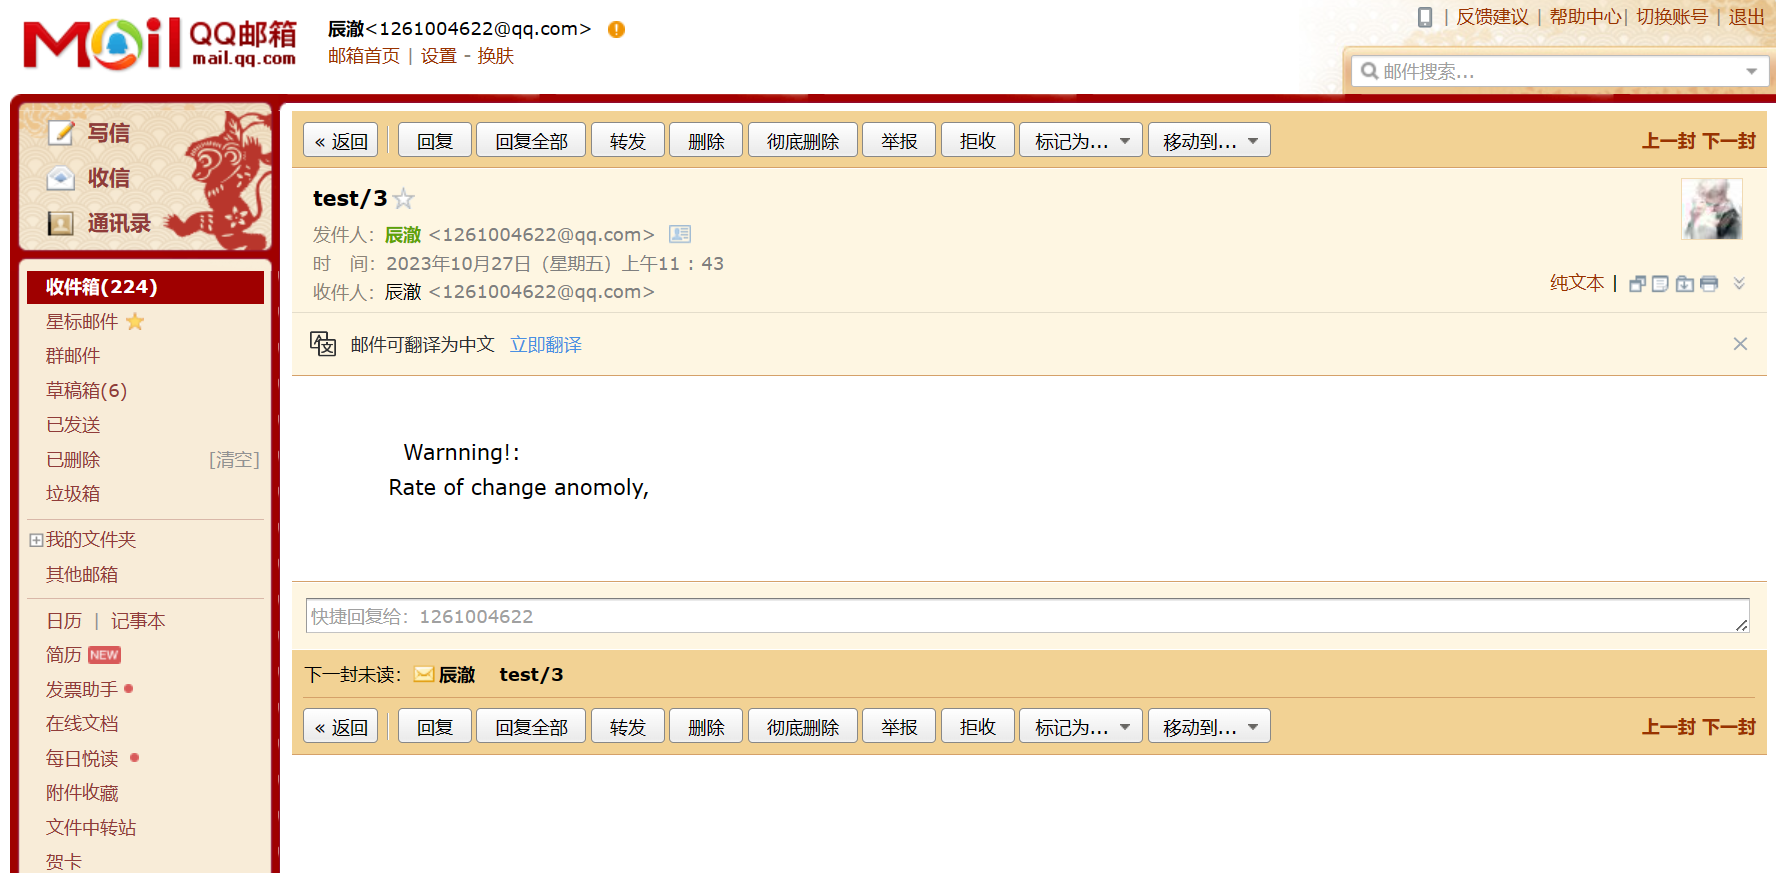 MQil QQ邮箱 mail.qq.com
辰澈<1261004622@qq.com>
邮箱首页 | 设置 - 换肤
| 反馈建议 | 帮助中心 | 切换账号 | 退出
邮件搜索...
写信
收信
通讯录
收件箱(224)
星标邮件
群邮件
草稿箱(6)
已发送
已删除 [清空]
垃圾箱
我的文件夹
其他邮箱
日历 | 记事本
简历 NEW
发票助手
在线文档
每日悦读
附件收藏
文件中转站
贺卡
« 返回 回复 回复全部 转发 删除 彻底删除 举报 拒收 标记为... 移动到... 上一封 下一封
test/3
发件人：辰澈 <1261004622@qq.com>
时 间：2023年10月27日（星期五）上午11：43
收件人：辰澈 <1261004622@qq.com>
纯文本 |
邮件可翻译为中文 立即翻译
Warnning!:
Rate of change anomoly,
快捷回复给：1261004622
下一封未读：辰澈 test/3
« 返回 回复 回复全部 转发 删除 彻底删除 举报 拒收 标记为... 移动到... 上一封 下一封